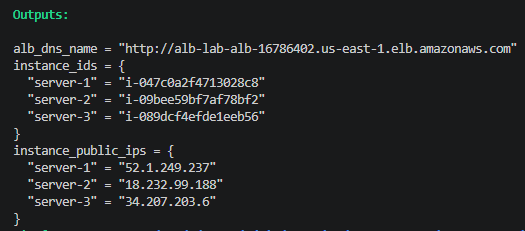 Outputs:
alb_dns_name = "http://alb-lab-alb-16786402.us-east-1.elb.amazonaws.com"
instance_ids = {
  "server-1" = "i-047c0a2f4713028c8"
  "server-2" = "i-09bee59bf7af78bf2"
  "server-3" = "i-089dcf4efde1eeb56"
}
instance_public_ips = {
  "server-1" = "52.1.249.237"
  "server-2" = "18.232.99.188"
  "server-3" = "34.207.203.6"
}